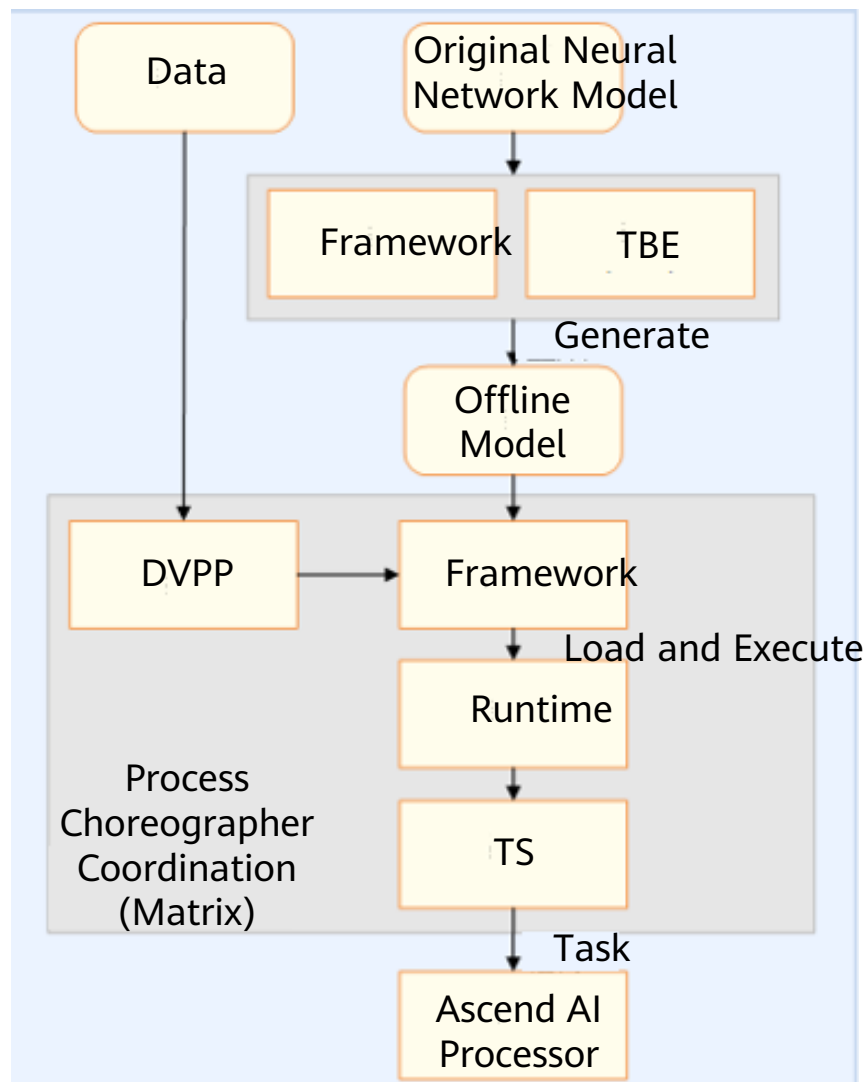 Data
Original Neural
Network Model
Framework
TBE
Generate
Offline
Model
DVPP
Framework
Load and Execute
Runtime
Process
Choreographer
Coordination
(Matrix)
TS
Task
Ascend AI
Processor